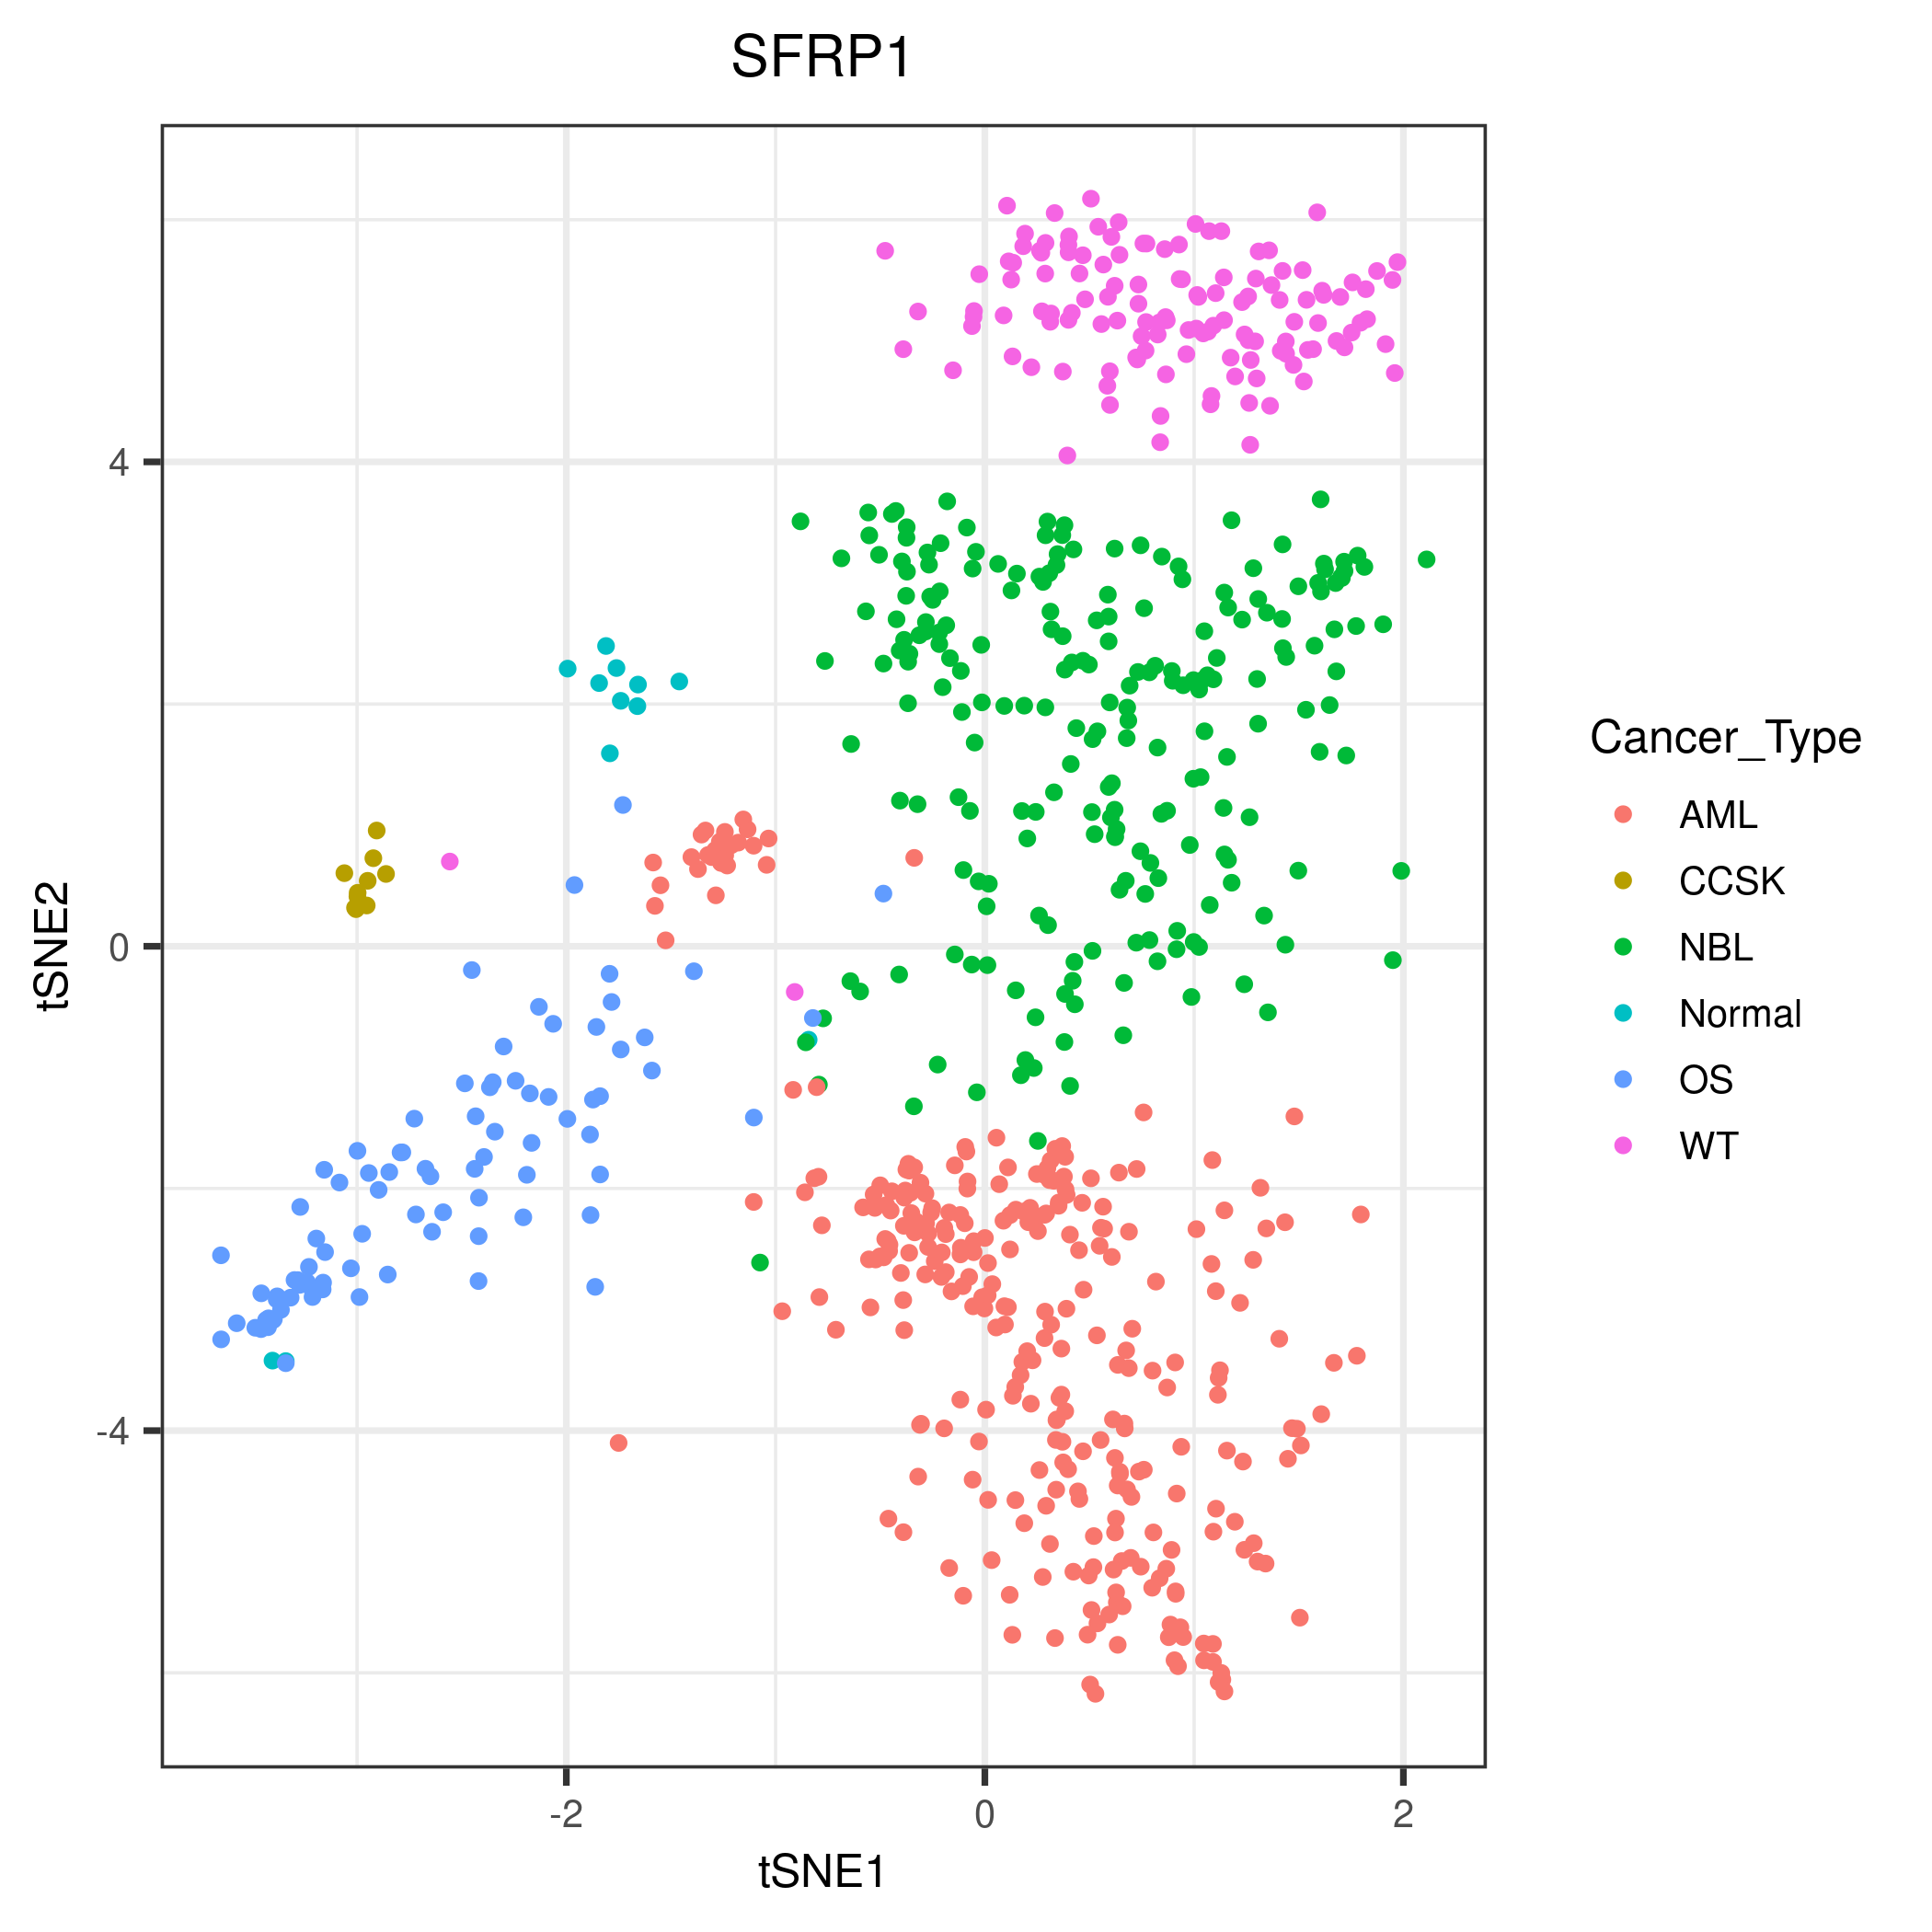 SFRP1
4
0
-4
tSNE2
-2
0
2
tSNE1
Cancer_Type
AML
CCSK
NBL
Normal
OS
WT